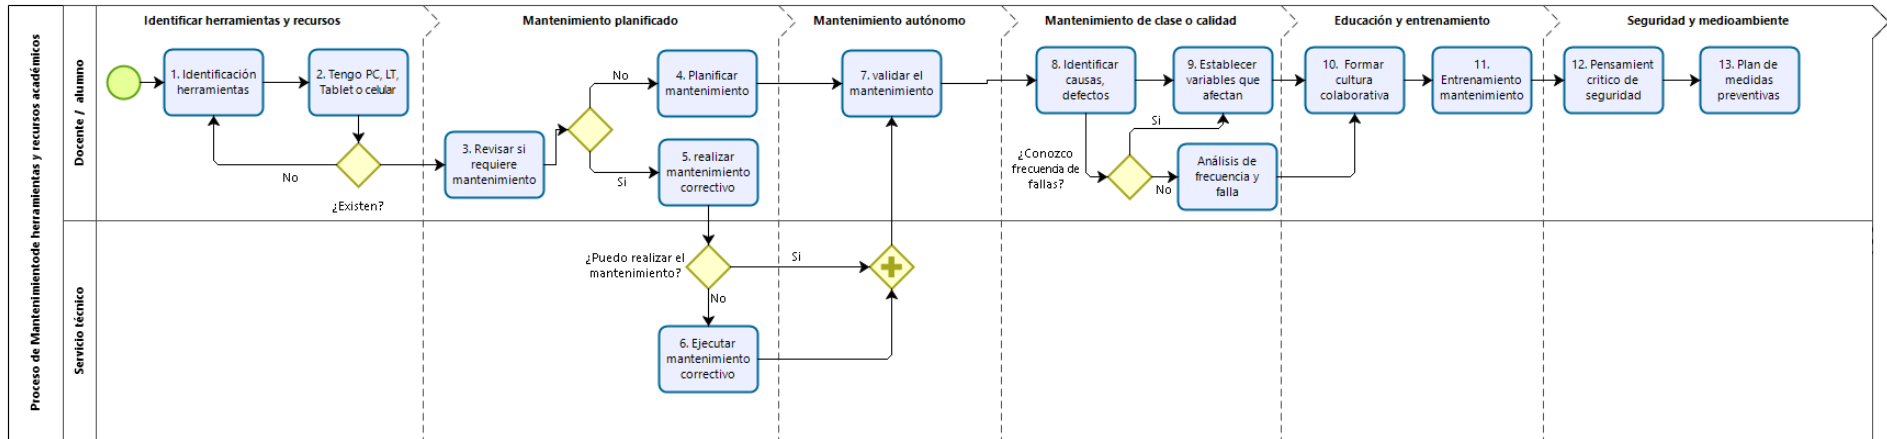 Proceso de Mantenimientode herramientas y recursos académicos
Docente / alumno
Servicio técnico
Identificar herramientas y recursos
Mantenimiento planificado
Mantenimiento autónomo
Mantenimiento de clase o calidad
Educación y entrenamiento
Seguridad y medioambiente
1. Identificación
herramientas
2. Tengo PC, LT,
Tablet o celular
No
¿Existen?
3. Revisar si
requiere
mantenimiento
No
Si
4. Planificar
mantenimiento
5. realizar
mantenimiento
correctivo
¿Puedo realizar el
mantenimiento?
Si
No
6. Ejecutar
mantenimiento
correctivo
7. validar el
mantenimiento
8. Identificar
causas,
defectos
¿Conozco
frecuencia de
fallas?
Si
No
9. Establecer
variables que
afectan
Análisis de
frecuencia y
falla
10. Formar
cultura
colaborativa
11.
Entrenamiento
mantenimiento
12. Pensamient
critico de
seguridad
13. Plan de
medidas
preventivas